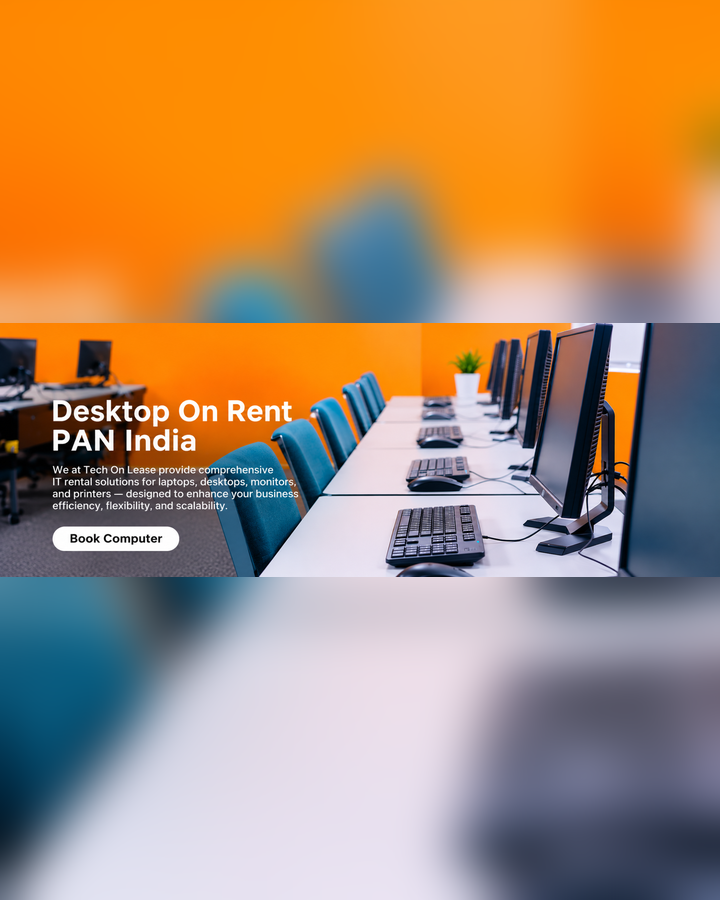 Desktop On Rent
PAN India
We at Tech On Lease provide comprehensive
IT rental solutions for laptops, desktops, monitors,
and printers — designed to enhance your business
efficiency, flexibility, and scalability.
Book Computer